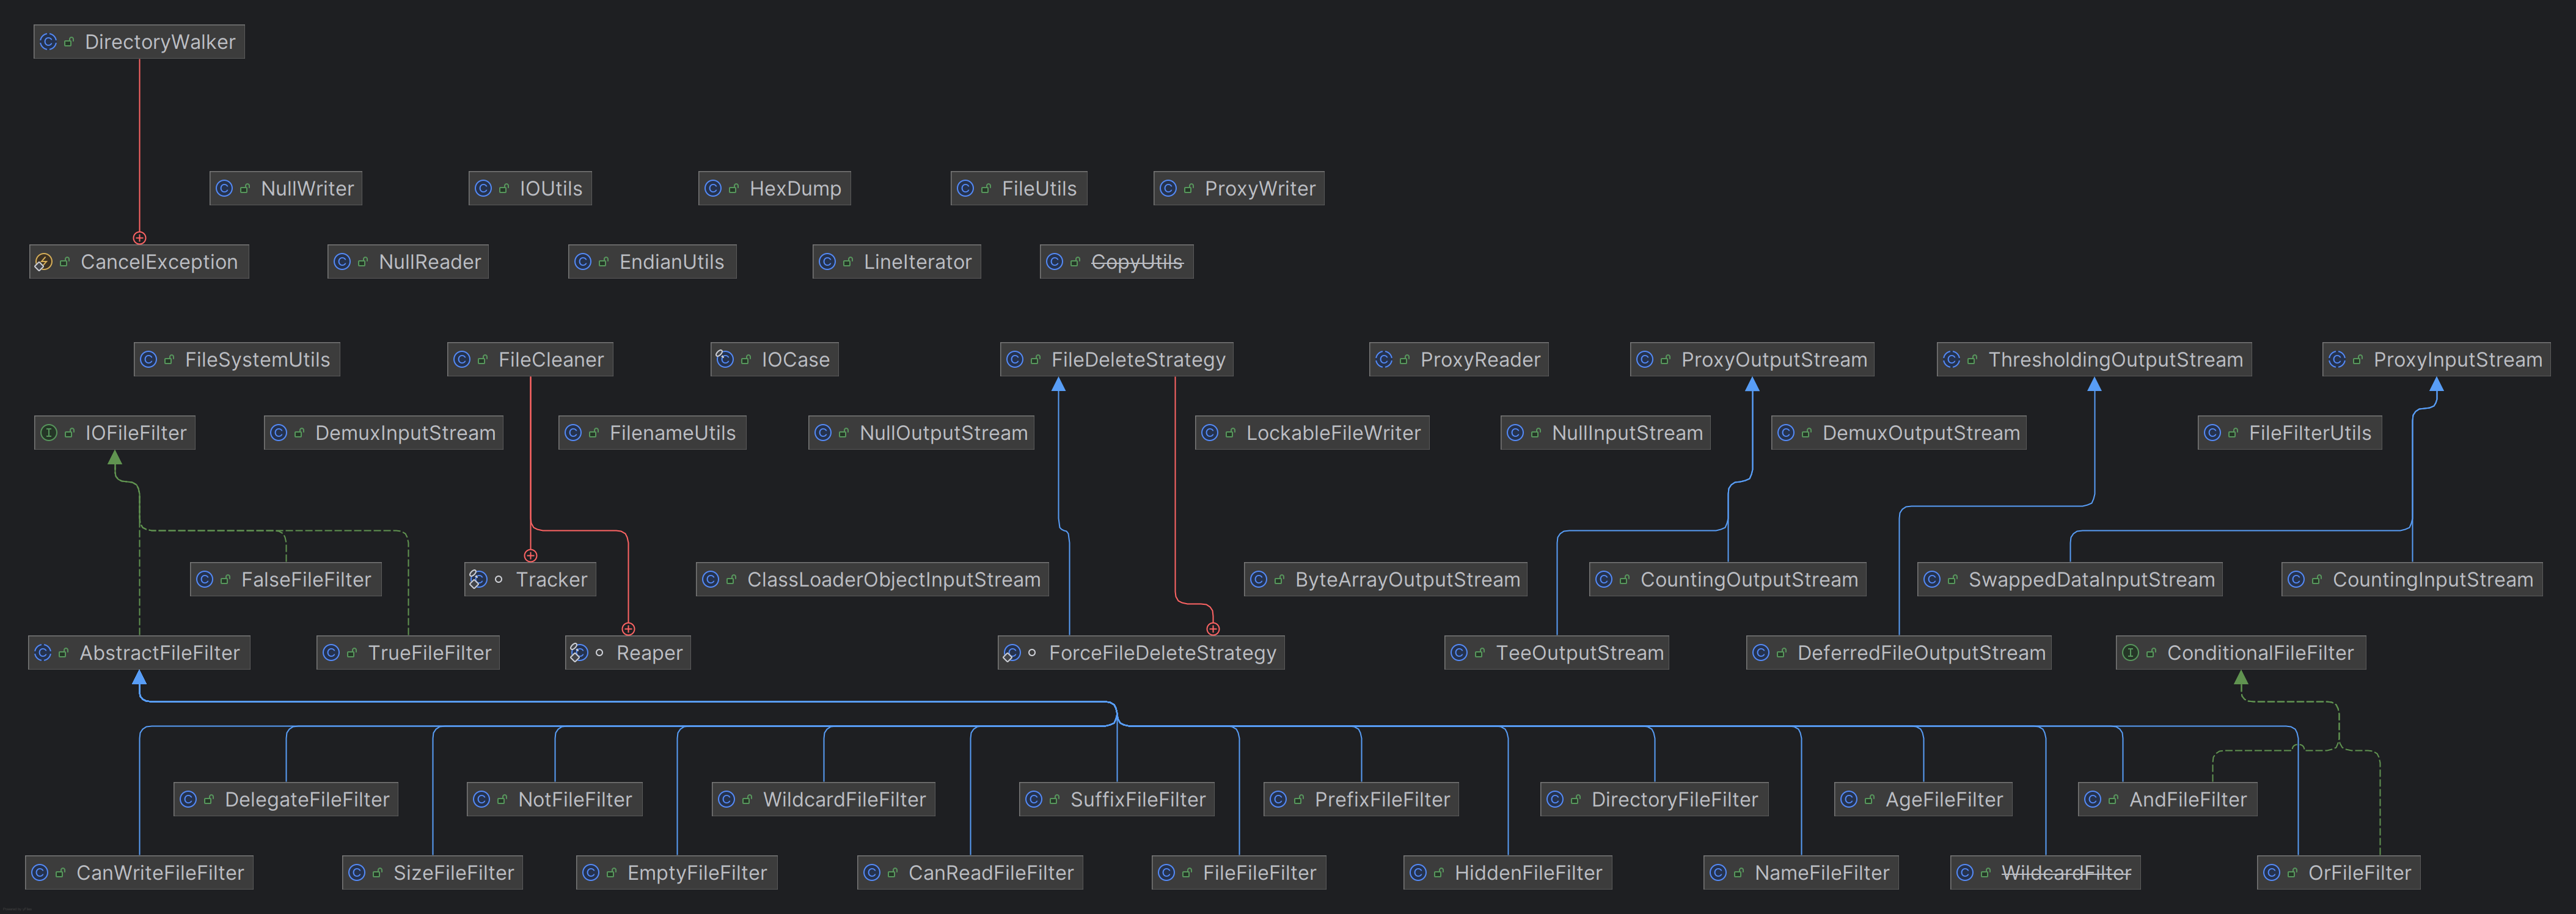 DirectoryWalker
NullWriter
IOUtils
HexDump
FileUtils
ProxyWriter
CancelException
NullReader
EndianUtils
LineIterator
CopyUtils
FileSystemUtils
FileCleaner
IOCase
FileDeleteStrategy
ProxyReader
ProxyOutputStream
ThresholdingOutputStream
ProxyInputStream
IOFileFilter
DemuxInputStream
FilenameUtils
NullOutputStream
LockableFileWriter
NullInputStream
DemuxOutputStream
FileFilterUtils
FalseFileFilter
Tracker
ClassLoaderObjectInputStream
ByteArrayOutputStream
CountingOutputStream
SwappedDataInputStream
CountingInputStream
AbstractFileFilter
TrueFileFilter
Reaper
ForceFileDeleteStrategy
TeeOutputStream
DeferredFileOutputStream
ConditionalFileFilter
DelegateFileFilter
NotFileFilter
WildcardFileFilter
SuffixFileFilter
PrefixFileFilter
DirectoryFileFilter
AgeFileFilter
AndFileFilter
CanWriteFileFilter
SizeFileFilter
EmptyFileFilter
CanReadFileFilter
FileFileFilter
HiddenFileFilter
NameFileFilter
WildcardFilter
OrFileFilter